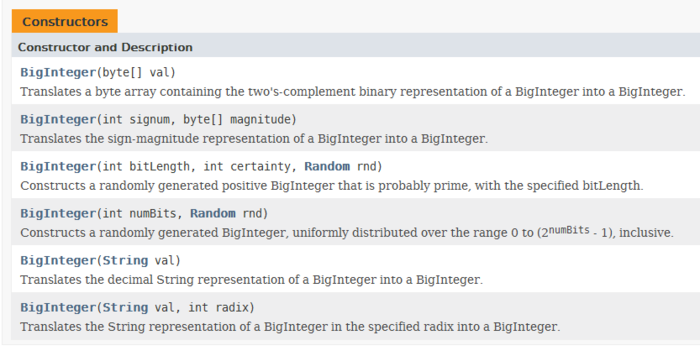 Constructors
Constructor and Description
BigInteger(byte[] val)
Translates a byte array containing the two's-complement binary representation of a BigInteger into a BigInteger.
BigInteger(int signum, byte[] magnitude)
Translates the sign-magnitude representation of a BigInteger into a BigInteger.
BigInteger(int bitLength, int certainty, Random rnd)
Constructs a randomly generated positive BigInteger that is probably prime, with the specified bitLength.
BigInteger(int numBits, Random rnd)
Constructs a randomly generated BigInteger, uniformly distributed over the range 0 to (2numBits - 1), inclusive.
BigInteger(String val)
Translates the decimal String representation of a BigInteger into a BigInteger.
BigInteger(String val, int radix)
Translates the String representation of a BigInteger in the specified radix into a BigInteger.